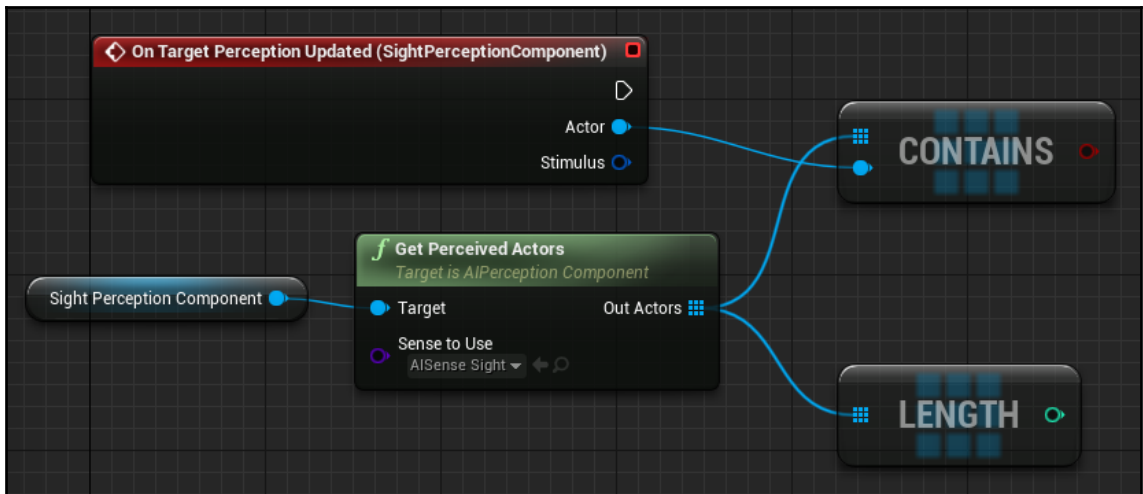 On Target Perception Updated (SightPerceptionComponent)
Actor
Stimulus
CONTAINS
f Get Perceived Actors
Target is AIPerception Component
Sight Perception Component
Target
Out Actors
Sense to Use
AISense Sight
LENGTH